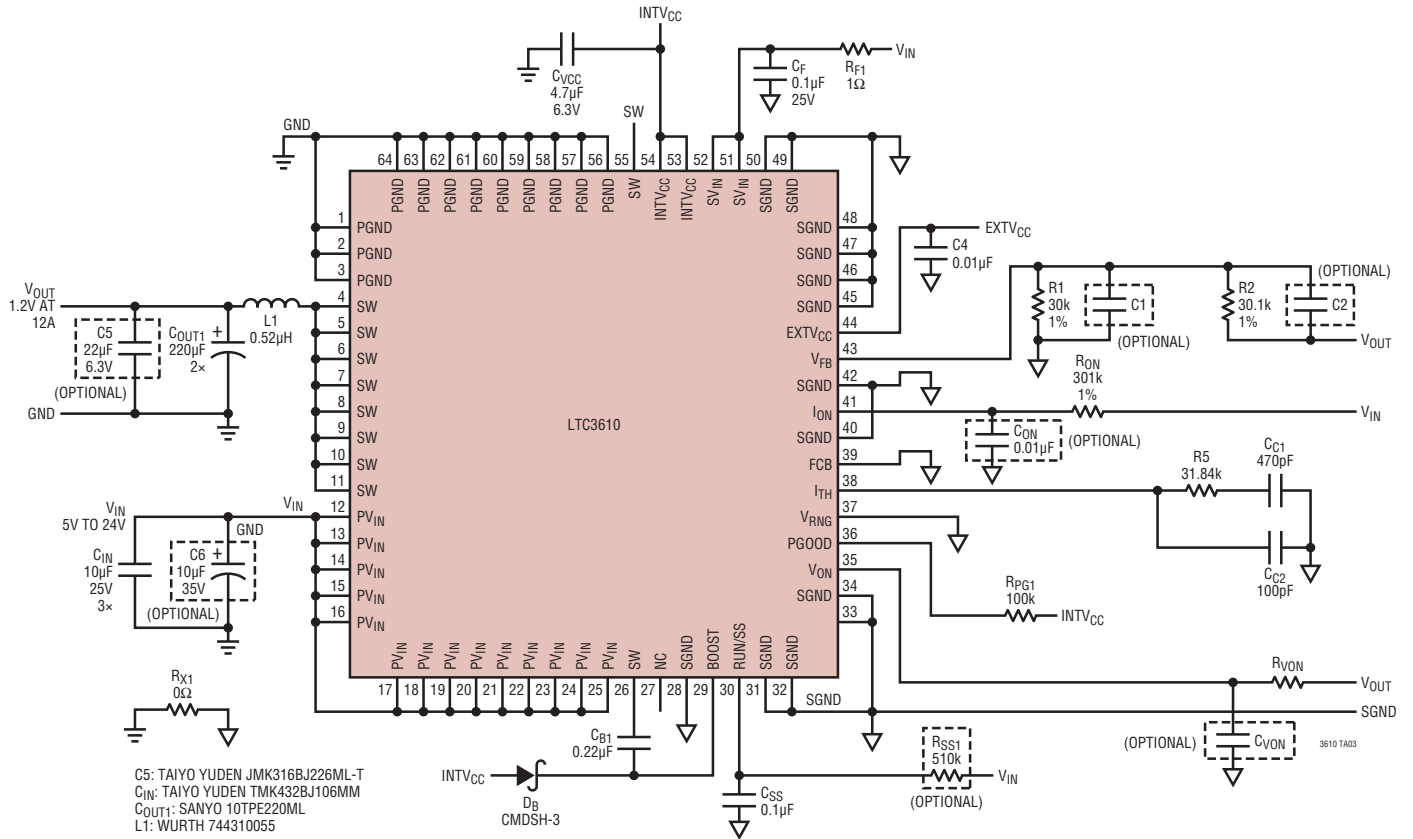 INTVCC
CVCC
4.7µF
6.3V
CF
0.1µF
25V
RF1
1Ω
VIN
SW
GND
64 63 62 61 60 59 58 57 56 55 54 53 52 51 50 49
PGND PGND PGND PGND PGND PGND PGND PGND PGND SW INTVCC INTVCC SVIN SVIN SGND SGND
1 PGND
2 PGND
3 PGND
4 SW
5 SW
6 SW
7 SW
8 SW
9 SW
10 SW
11 SW
12 PVIN
13 PVIN
14 PVIN
15 PVIN
16 PVIN
LTC3610
SGND 48
SGND 47
SGND 46
SGND 45
EXTVCC 44
VFB 43
SGND 42
ION 41
SGND 40
FCB 39
ITH 38
VRNG 37
PGOOD 36
VON 35
SGND 34
33
PVIN PVIN PVIN PVIN PVIN PVIN PVIN PVIN PVIN SW NC SGND BOOST RUN/SS SGND SGND
17 18 19 20 21 22 23 24 25 26 27 28 29 30 31 32
VOUT
1.2V AT
12A
C5
22µF
6.3V
(OPTIONAL)
COUT1 +
220µF
2×
L1
0.52µH
GND
VIN
5V TO 24V
CIN
10µF
25V
3×
C6 +
10µF
35V
(OPTIONAL)
GND
VIN
RX1
0Ω
EXTVCC
C4
0.01µF
R1
30k
1%
C1
(OPTIONAL)
R2
30.1k
1%
(OPTIONAL)
C2
VOUT
RON
301k
1%
VIN
CON
0.01µF
(OPTIONAL)
R5
31.84k
CC1
470pF
CC2
100pF
RPG1
100k
INTVCC
RVON
VOUT
SGND
SGND
(OPTIONAL)
CVON
3610 TA03
CB1
0.22µF
INTVCC
DB
CMDSH-3
CSS
0.1µF
RSS1
510k
(OPTIONAL)
VIN
C5: TAIYO YUDEN JMK316BJ226ML-T
CIN: TAIYO YUDEN TMK432BJ106MM
COUT1: SANYO 10TPE220ML
L1: WURTH 744310055